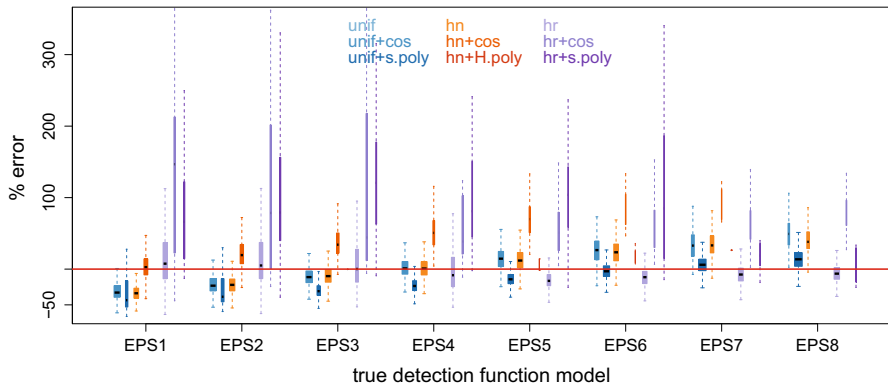 unif hn hr
unif+cos hn+cos hr+cos
unif+s.poly hn+H.poly hr+s.poly
% error
300
200
100
−50
EPS1 EPS2 EPS3 EPS4 EPS5 EPS6 EPS7 EPS8
true detection function model